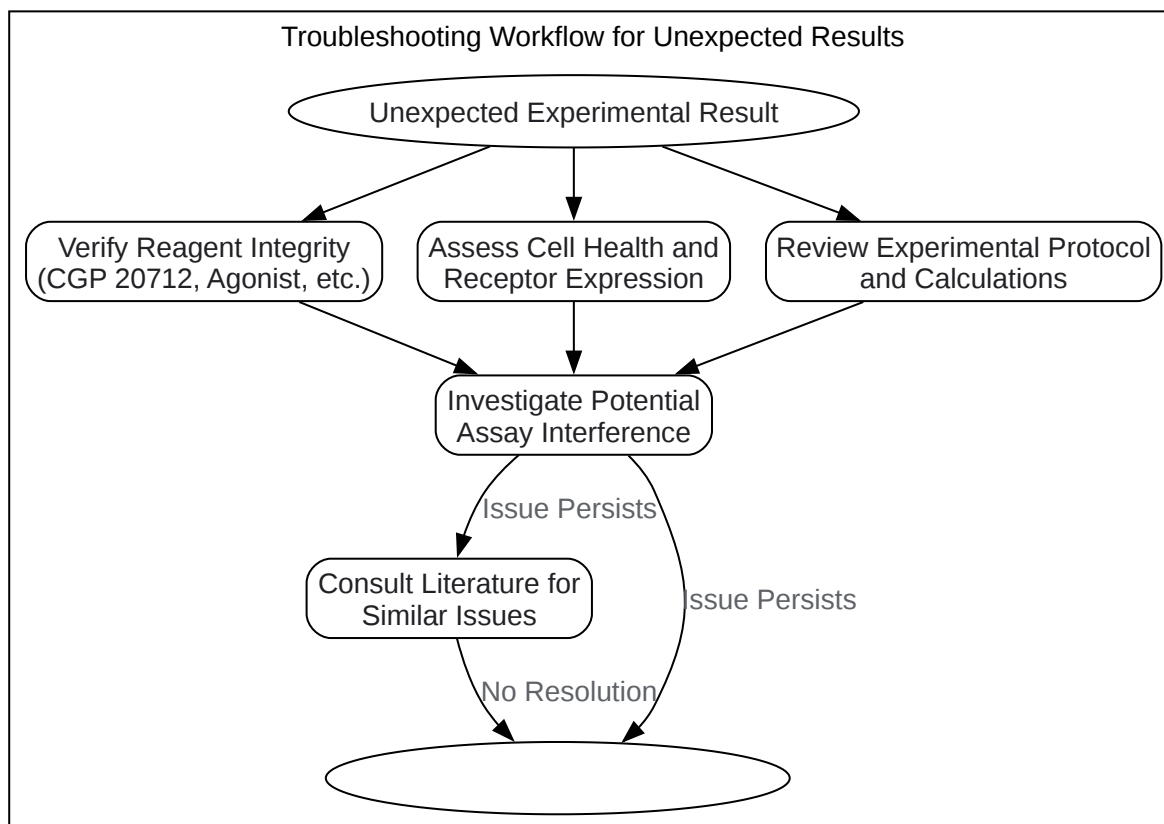 Troubleshooting Workflow for Unexpected Results
Unexpected Experimental Result
Verify Reagent Integrity
(CGP 20712, Agonist, etc.)
Assess Cell Health and
Receptor Expression
Review Experimental Protocol
and Calculations
Investigate Potential
Assay Interference
Issue Persists
Consult Literature for
Similar Issues
Issue Persists
No Resolution